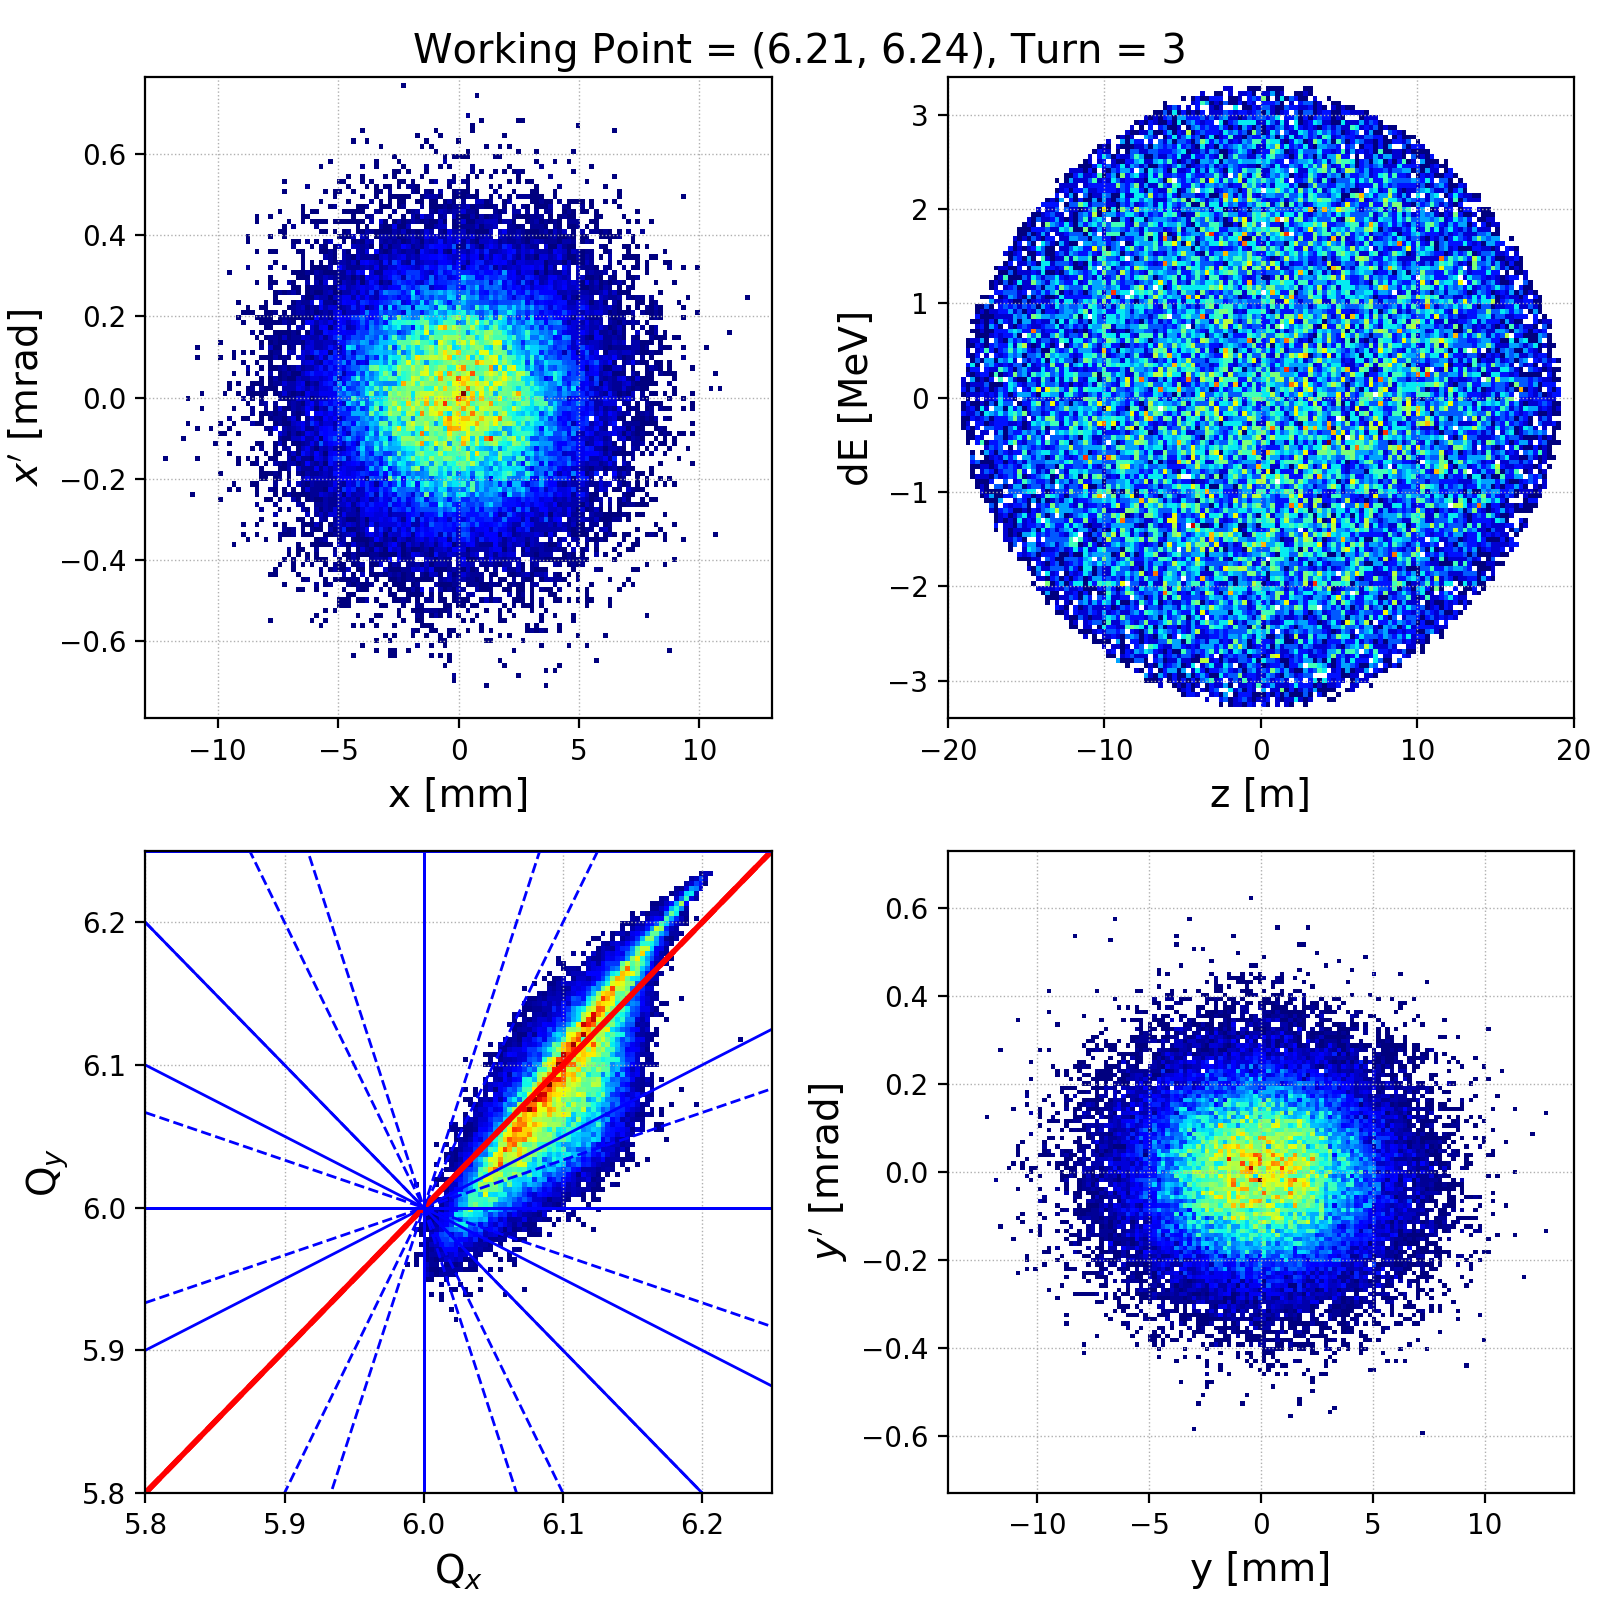 Working Point = (6.21, 6.24), Turn = 3
0.6
0.4
0.2
0.0
−0.2
−0.4
−0.6
x′ [mrad]
−10 −5 0 5 10
x [mm]
3
2
1
0
−1
−2
−3
dE [MeV]
−20 −10 0 10 20
z [m]
6.2
6.1
6.0
5.9
5.8
Qy
5.8 5.9 6.0 6.1 6.2
Qx
0.6
0.4
0.2
0.0
−0.2
−0.4
−0.6
y′ [mrad]
−10 −5 0 5 10
y [mm]